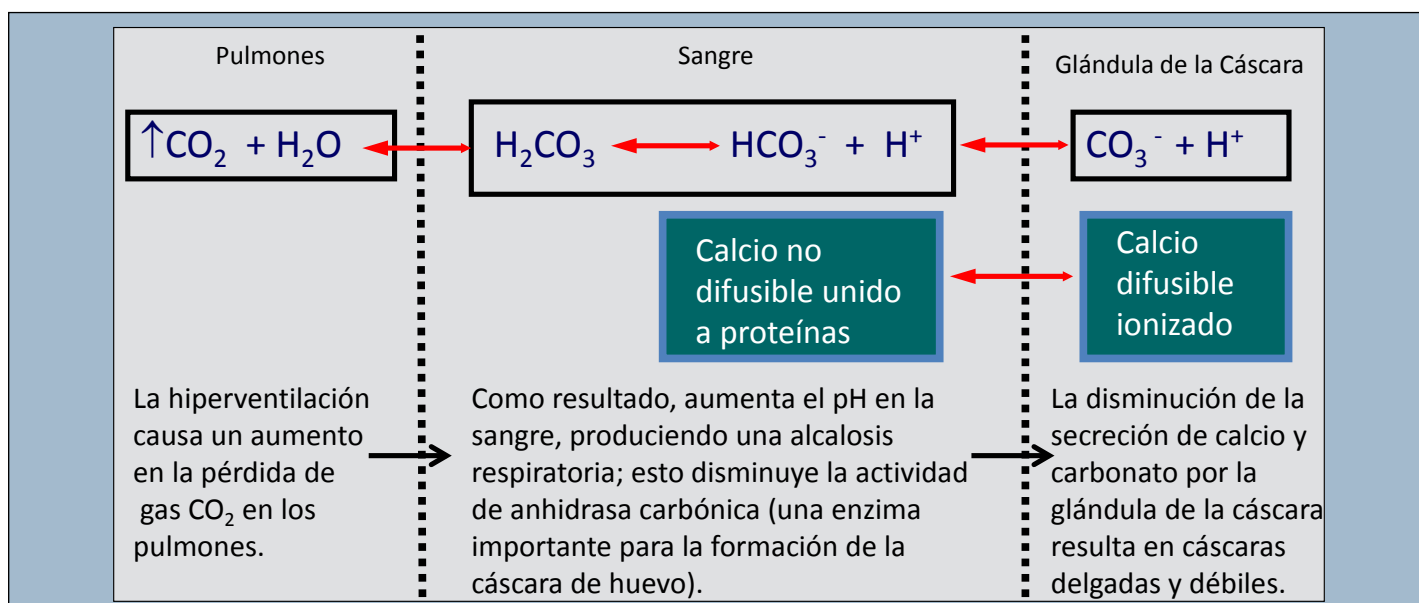 Pulmones
Sangre
Glándula de la Cáscara
↑CO₂ + H₂O
H₂CO₃
HCO₃⁻ + H⁺
CO₃⁻ + H⁺
Calcio no
difusible unido
a proteínas
Calcio
difusible
ionizado
La hiperventilación
causa un aumento
en la pérdida de
gas CO₂ en los
pulmones.
Como resultado, aumenta el pH en la
sangre, produciendo una alcalosis
respiratoria; esto disminuye la actividad
de anhidrasa carbónica (una enzima
importante para la formación de la
cáscara de huevo).
La disminución de la
secreción de calcio y
carbonato por la
glándula de la cáscara
resulta en cáscaras
delgadas y débiles.